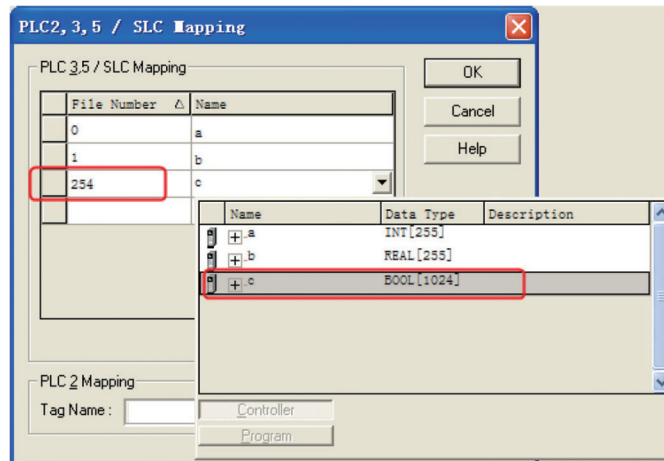 PLC2,3,5 / SLC Mapping
PLC 3,5 / SLC Mapping
OK
Cancel
Help
File Number Name
0 a
1 b
254 c
Name Data Type Description
a INT[255]
b REAL[255]
c BOOL[1024]
PLC 2 Mapping
Tag Name :
Controller
Program